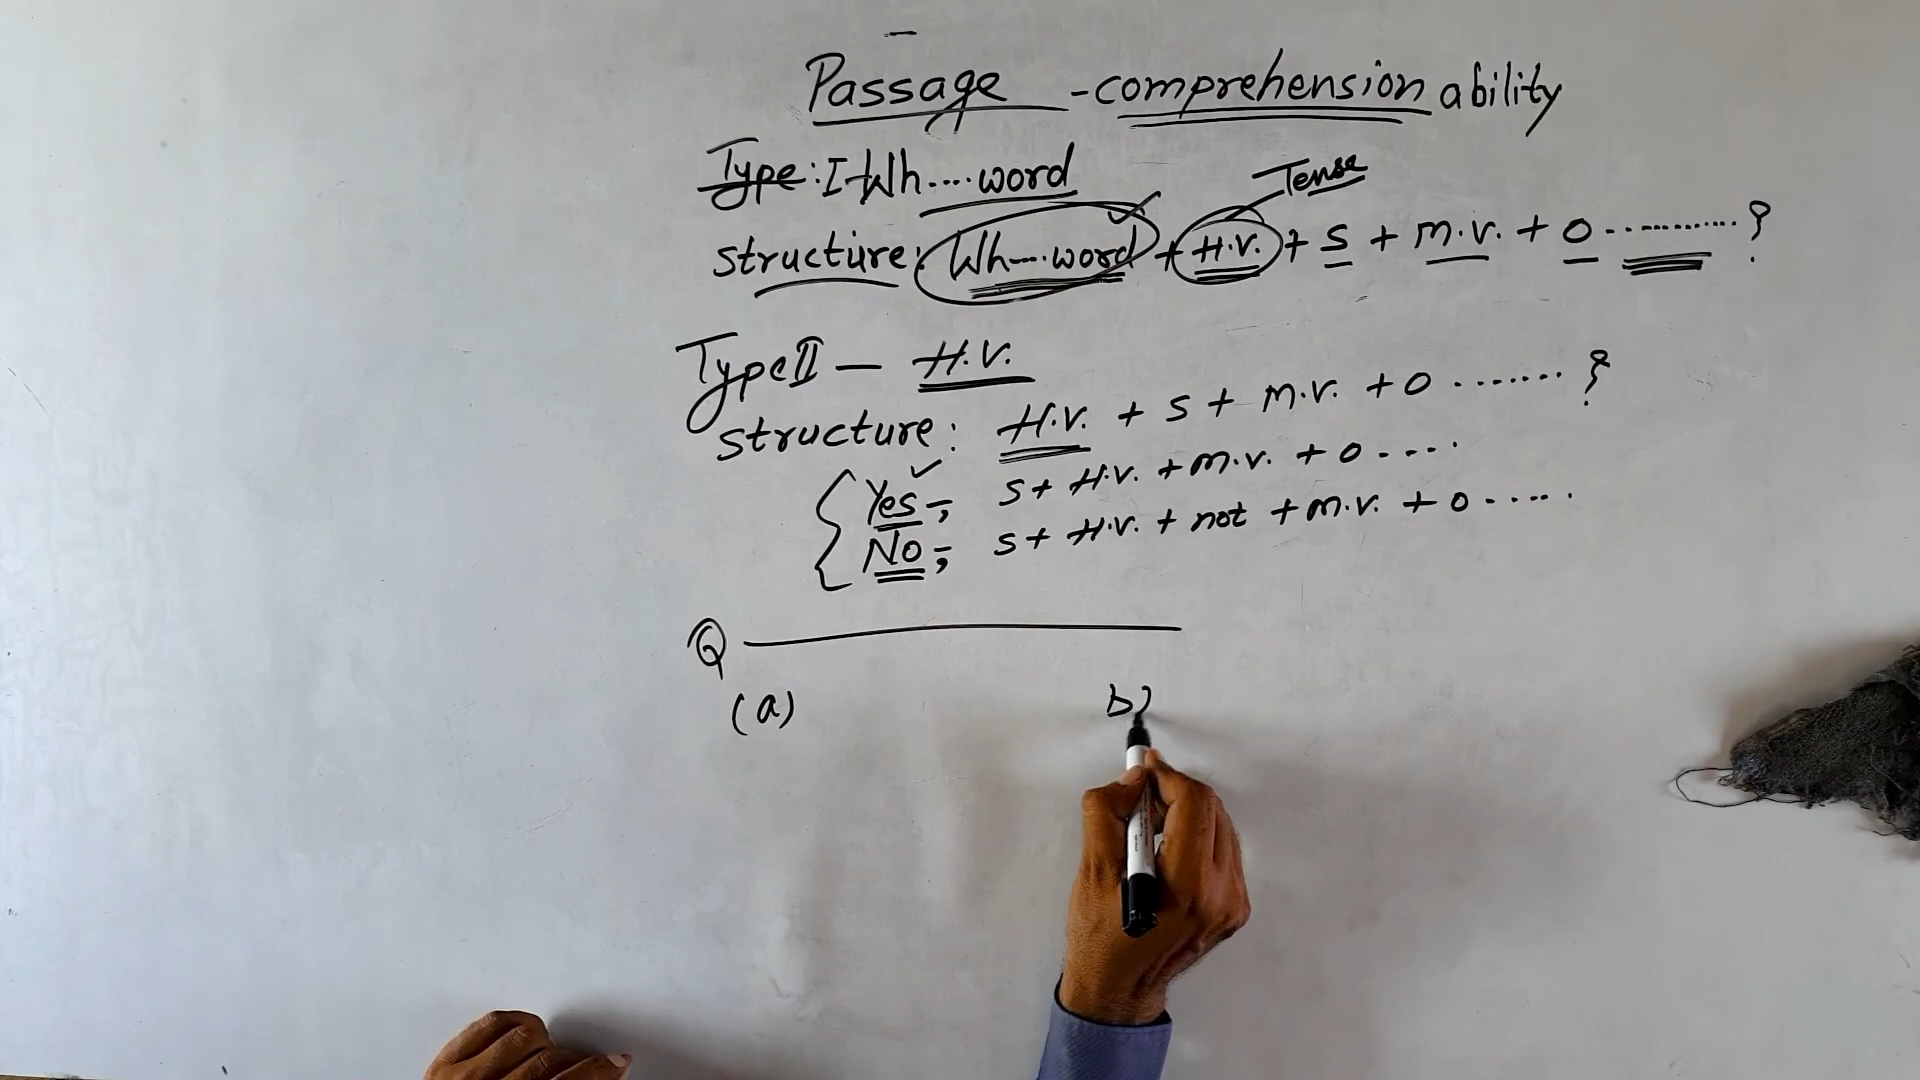 Passage - comprehension ability
Type: I - Wh....word
Tense
structure: Wh....word + H.V. + S + m.v. + O ............?
Type II — H.V.
structure: H.V. + S + m.v. + O .......?
Yes, S + H.V. + m.v. + O ....
No, S + H.V. + not + m.v. + O .....
Q
(a) b)